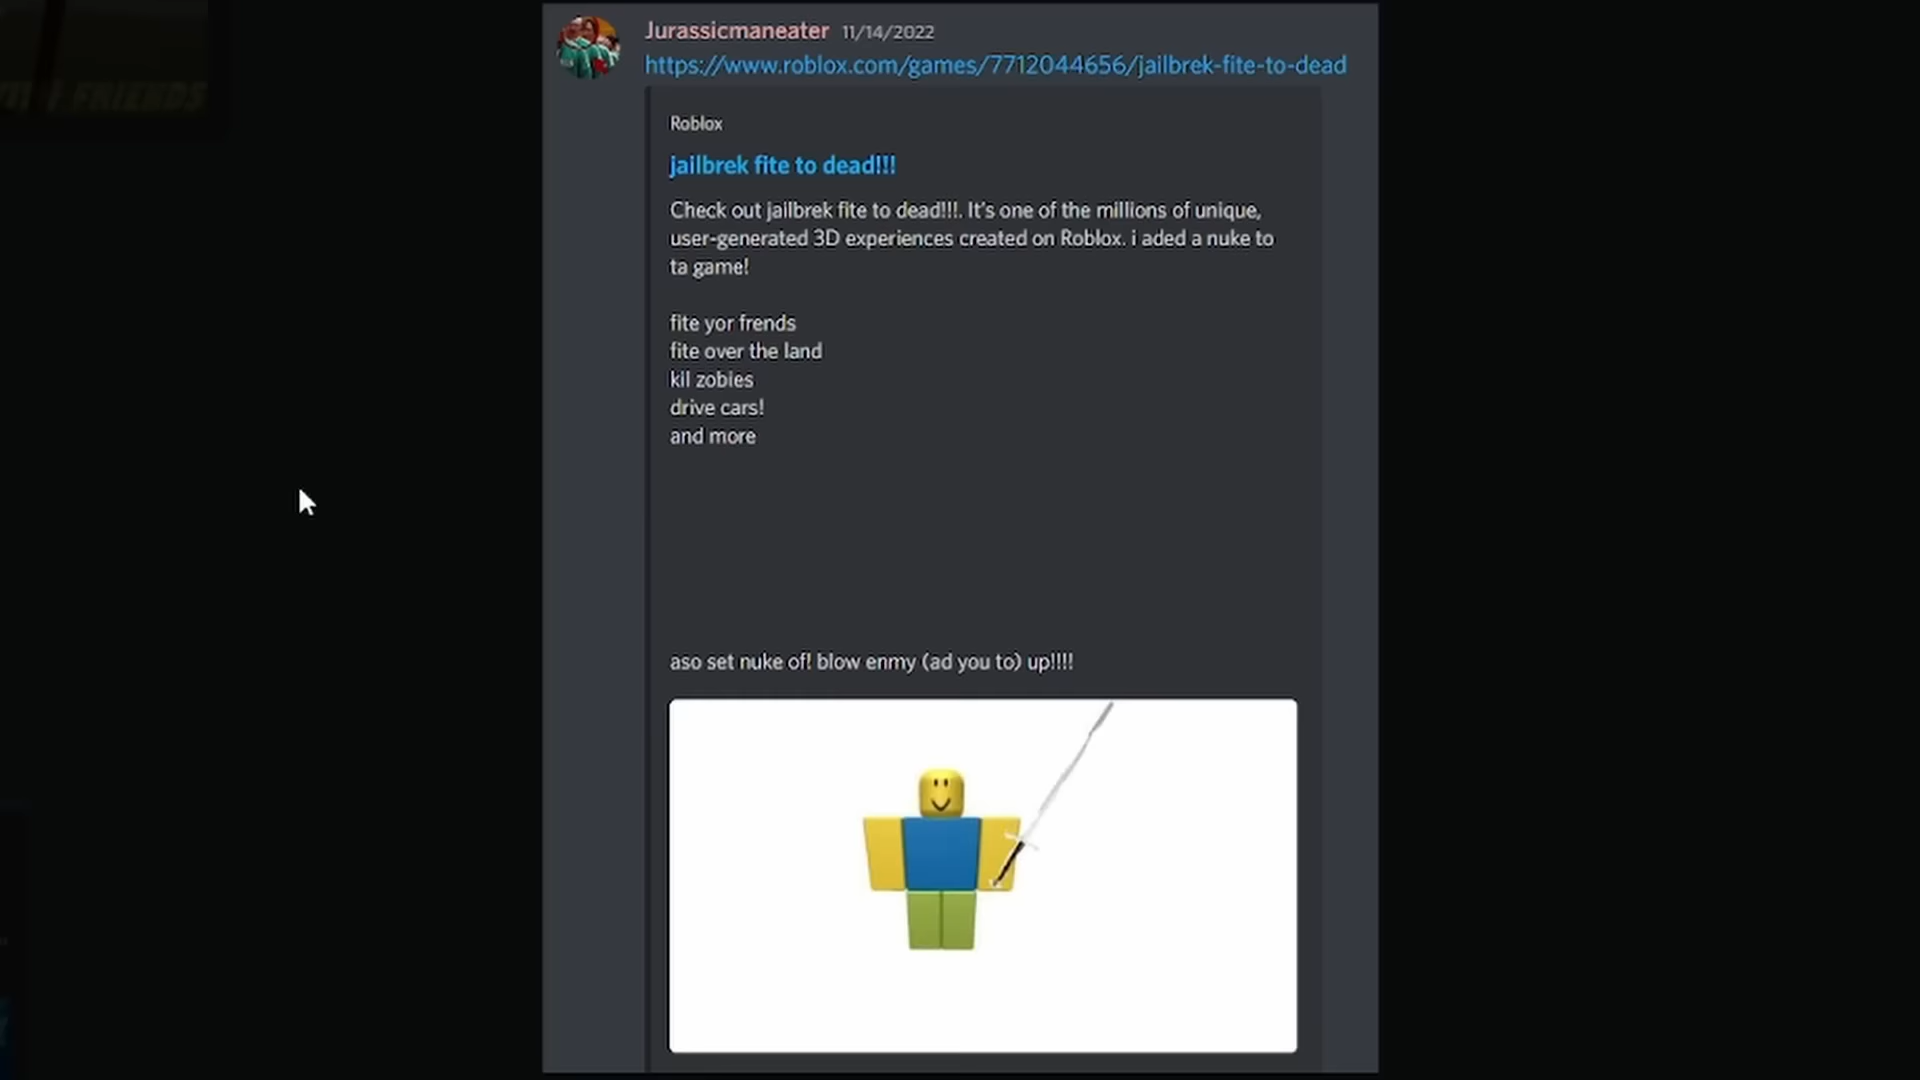 FRIENDS
Jurassicmaneater 11/14/2022
https://www.roblox.com/games/7712044656/jailbrek-fite-to-dead
Roblox
jailbrek fite to dead!!!
Check out jailbrek fite to dead!!!. It's one of the millions of unique,
user-generated 3D experiences created on Roblox. i aded a nuke to
ta game!
fite yor frends
fite over the land
kil zobies
drive cars!
and more
aso set nuke of! blow enmy (ad you to) up!!!!